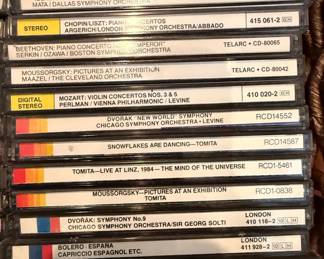 MATA/DALLAS SYMPHONY ORCHESTRA
STEREO
CHOPIN/LISZT: PIANO CONCERTOS
ARGERICH/LONDON SYMPHONY ORCHESTRA/ABBADO
415 061-2 GH
BEETHOVEN: PIANO CONCERTO "EMPEROR"
SERKIN / OZAWA / BOSTON SYMPHONY ORCHESTRA
TELARC • CD-80065
MOUSSORGSKY: PICTURES AT AN EXHIBITION
MAAZEL / THE CLEVELAND ORCHESTRA
TELARC • CD-80042
DIGITAL
STEREO
MOZART: VIOLIN CONCERTOS NOS. 3 & 5
PERLMAN / VIENNA PHILHARMONIC / LEVINE
410 020-2 GH
DVOŘÁK "NEW WORLD" SYMPHONY
CHICAGO SYMPHONY ORCHESTRA • LEVINE
RCD14552
SNOWFLAKES ARE DANCING—TOMITA
RCD14587
TOMITA—LIVE AT LINZ, 1984—THE MIND OF THE UNIVERSE
RCD1-5461
MOUSSORGSKY—PICTURES AT AN EXHIBITION
TOMITA
RCD1-0838
DVOŘÁK: SYMPHONY No.9
CHICAGO SYMPHONY ORCHESTRA/SIR GEORG SOLTI
LONDON
410 116-2 LH
BOLERO · ESPAÑA
CAPRICCIO ESPAGNOL ETC.
LONDON
411 928-2 LH